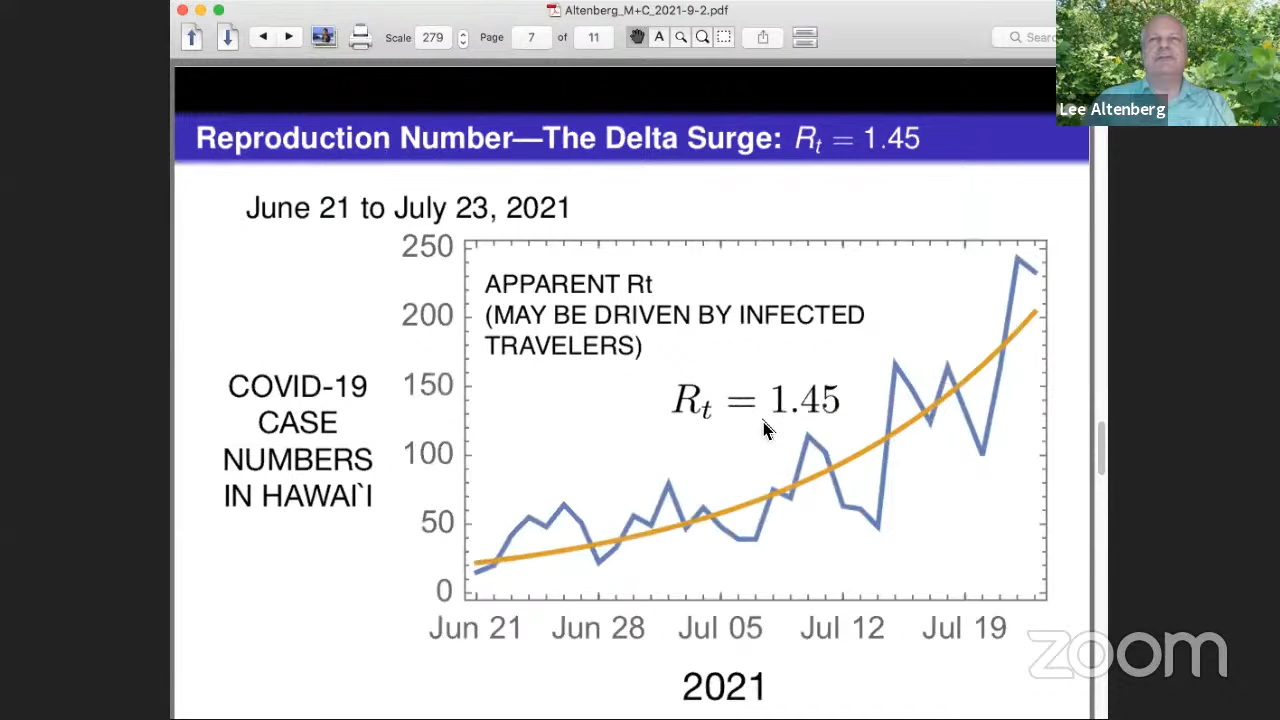 Altenberg_M+C_2021-9-2.pdf
Scale 279 Page 7 of 11
Lee Altenberg
Reproduction Number—The Delta Surge: Rt = 1.45
June 21 to July 23, 2021
APPARENT Rt
(MAY BE DRIVEN BY INFECTED
TRAVELERS)
Rt = 1.45
COVID-19
CASE
NUMBERS
IN HAWAI`I
250
200
150
100
50
0
Jun 21 Jun 28 Jul 05 Jul 12 Jul 19
2021
zoom